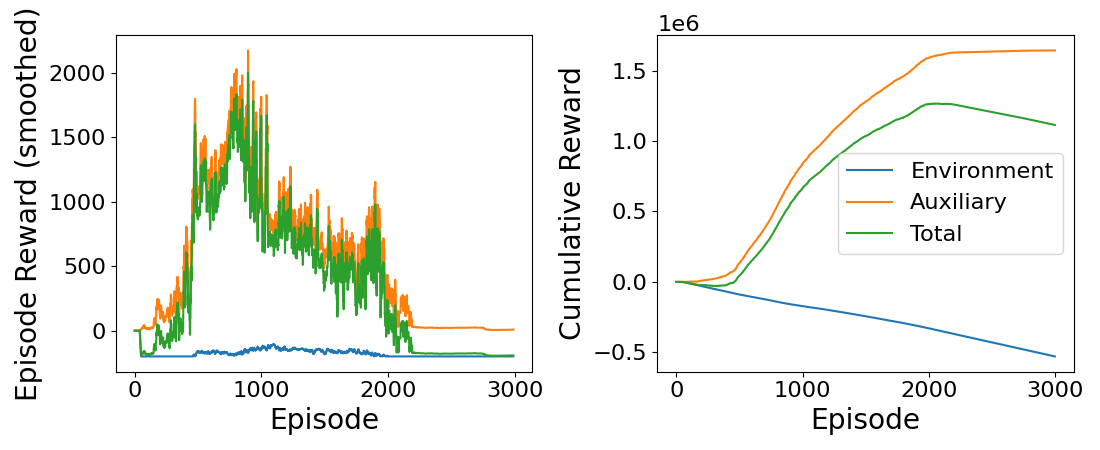 Episode Reward (smoothed)
2000
1500
1000
500
0
0
1000
2000
3000
Episode
1e6
Cumulative Reward
1.5
1.0
0.5
0.0
−0.5
Environment
Auxiliary
Total
0
1000
2000
3000
Episode